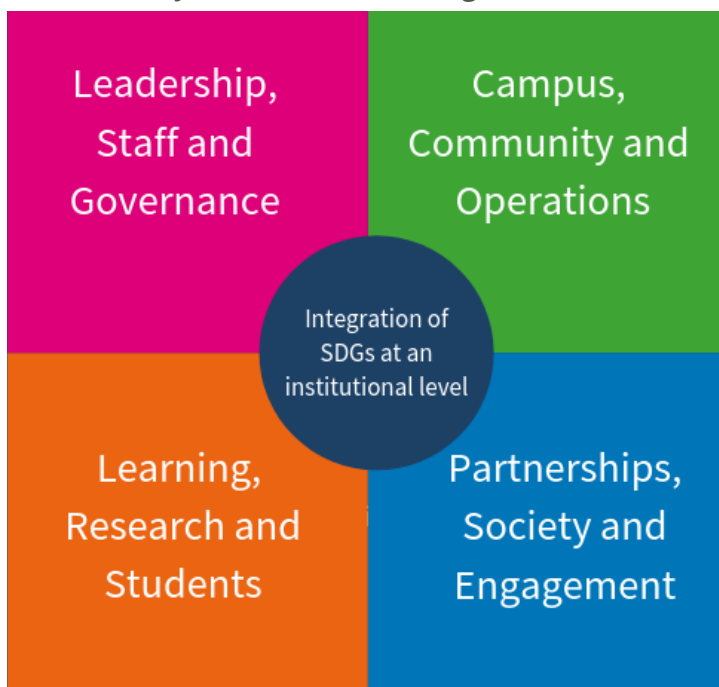 Leadership,
Staff and
Governance
Campus,
Community and
Operations
Integration of
SDGs at an
institutional level
Learning,
Research and
Students
Partnerships,
Society and
Engagement